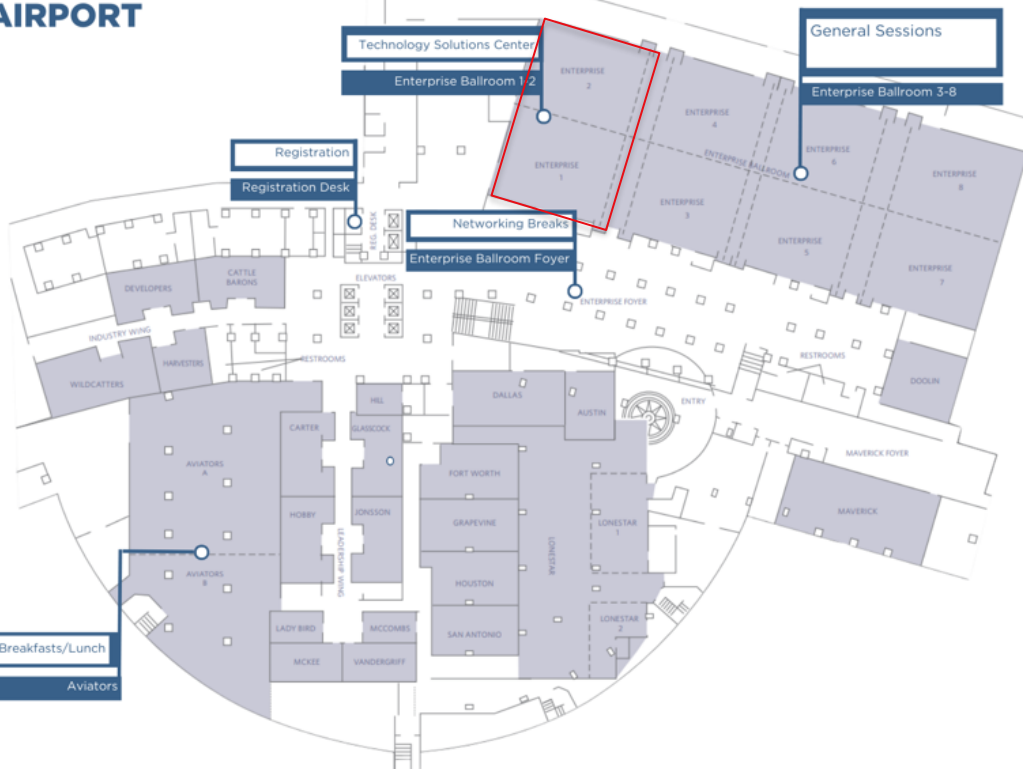 AIRPORT
Technology Solutions Center
Enterprise Ballroom 1-2
General Sessions
Enterprise Ballroom 3-8
Registration
Registration Desk
Networking Breaks
Enterprise Ballroom Foyer
ENTERPRISE
2
ENTERPRISE
1
ENTERPRISE
4
ENTERPRISE
3
ENTERPRISE BALLROOM
ENTERPRISE
6
ENTERPRISE
5
ENTERPRISE
8
ENTERPRISE
7
REG. DESK
ELEVATORS
ENTERPRISE FOYER
CATTLE
BARONS
DEVELOPERS
INDUSTRY WING
HARVESTERS
WILDCATTERS
RESTROOMS
RESTROOMS
DOOLIN
ENTRY
MAVERICK FOYER
MAVERICK
HILL
CARTER
GLASSCOCK
HOBBY
JONSSON
LEADERSHIP WING
AVIATORS
A
AVIATORS
B
LADY BIRD
MCCOMBS
MCKEE
VANDERGRIFF
DALLAS
AUSTIN
FORT WORTH
GRAPEVINE
HOUSTON
SAN ANTONIO
LONESTAR
LONESTAR
1
LONESTAR
2
Breakfasts/Lunch
Aviators